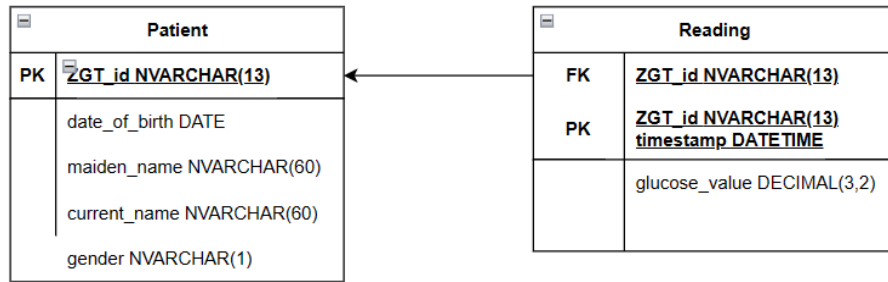 Patient
PK ZGT_id NVARCHAR(13)
date_of_birth DATE
maiden_name NVARCHAR(60)
current_name NVARCHAR(60)
gender NVARCHAR(1)
Reading
FK ZGT_id NVARCHAR(13)
PK ZGT_id NVARCHAR(13)
timestamp DATETIME
glucose_value DECIMAL(3,2)